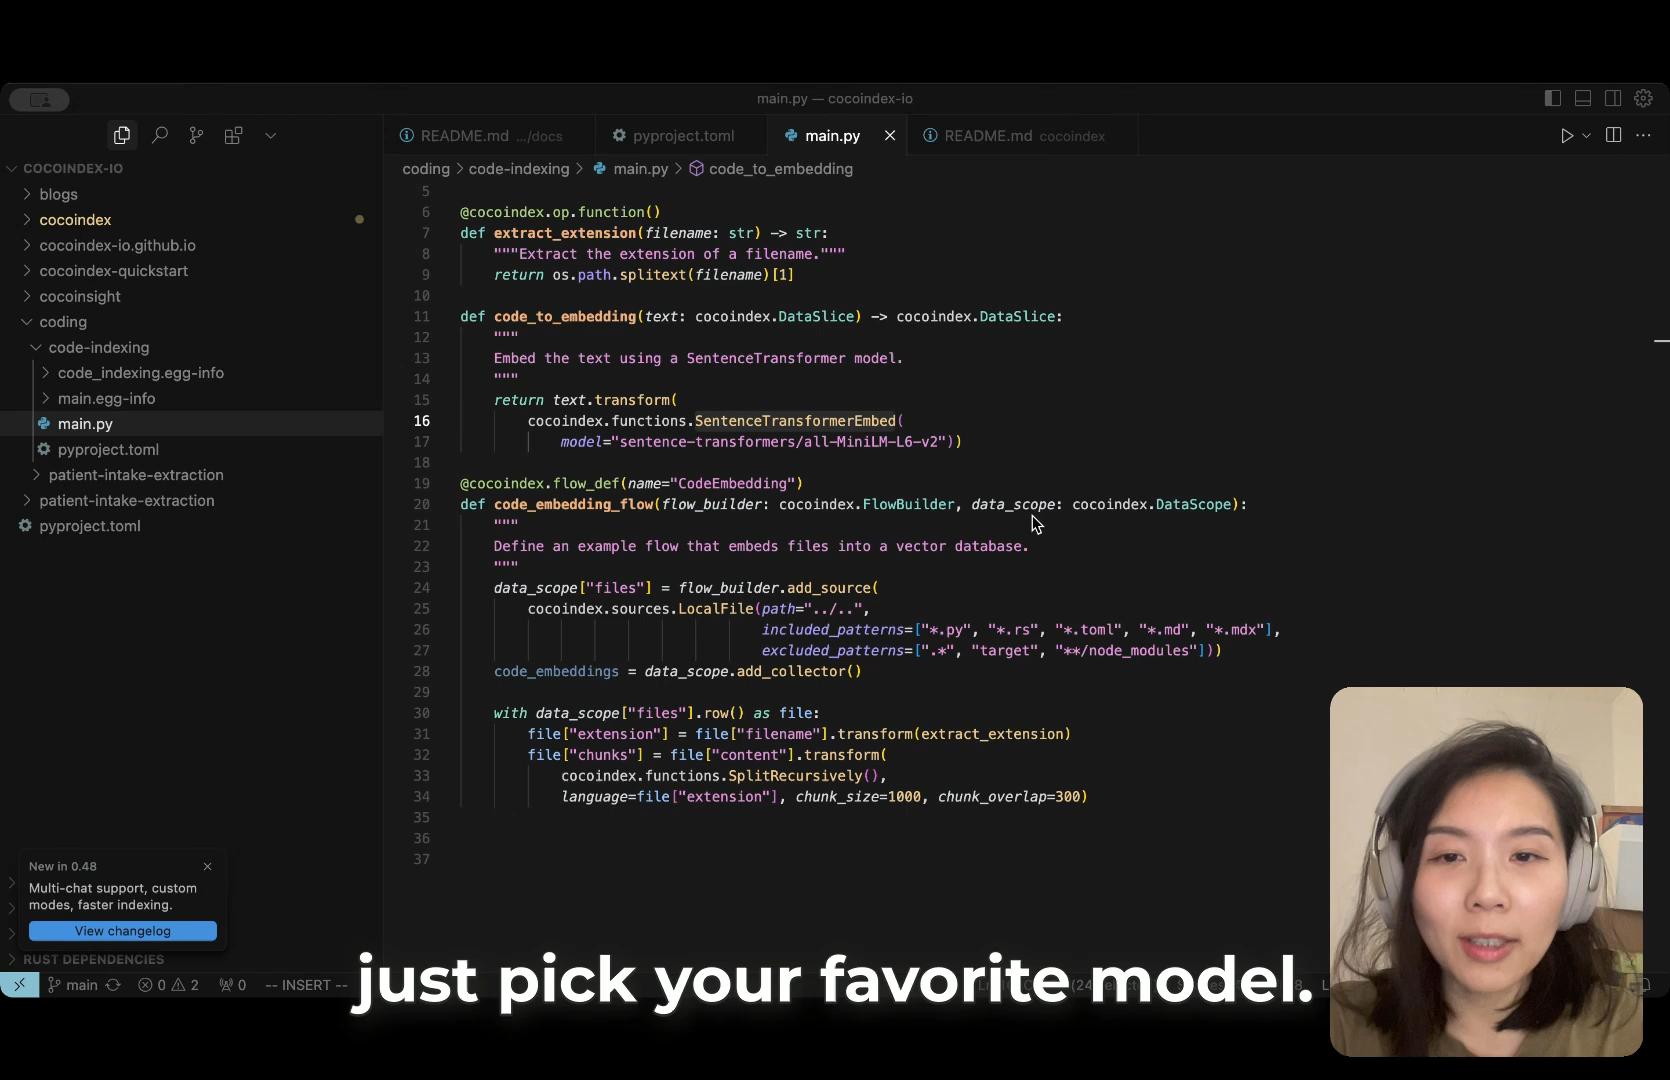 main.py — cocoindex-io
README.md .../docs
pyproject.toml
main.py
README.md cocoindex
coding > code-indexing > main.py > code_to_embedding
COCOINDEX-IO
blogs
cocoindex
cocoindex-io.github.io
cocoindex-quickstart
cocoinsight
coding
code-indexing
code_indexing.egg-info
main.egg-info
main.py
pyproject.toml
patient-intake-extraction
patient-intake-extraction
pyproject.toml
5
6 @cocoindex.op.function()
7 def extract_extension(filename: str) -> str:
8 """Extract the extension of a filename."""
9 return os.path.splitext(filename)[1]
10
11 def code_to_embedding(text: cocoindex.DataSlice) -> cocoindex.DataSlice:
12 """
13 Embed the text using a SentenceTransformer model.
14 """
15 return text.transform(
16 cocoindex.functions.SentenceTransformerEmbed(
17 model="sentence-transformers/all-MiniLM-L6-v2"))
18
19 @cocoindex.flow_def(name="CodeEmbedding")
20 def code_embedding_flow(flow_builder: cocoindex.FlowBuilder, data_scope: cocoindex.DataScope):
21 """
22 Define an example flow that embeds files into a vector database.
23 """
24 data_scope["files"] = flow_builder.add_source(
25 cocoindex.sources.LocalFile(path="../..",
26 included_patterns=["*.py", "*.rs", "*.toml", "*.md", "*.mdx"],
27 excluded_patterns=[".*", "target", "**/node_modules"]))
28 code_embeddings = data_scope.add_collector()
29
30 with data_scope["files"].row() as file:
31 file["extension"] = file["filename"].transform(extract_extension)
32 file["chunks"] = file["content"].transform(
33 cocoindex.functions.SplitRecursively(),
34 language=file["extension"], chunk_size=1000, chunk_overlap=300)
35
36
37
New in 0.48
Multi-chat support, custom
modes, faster indexing.
View changelog
RUST DEPENDENCIES
main 0 2 0 -- INSERT --
just pick your favorite model.